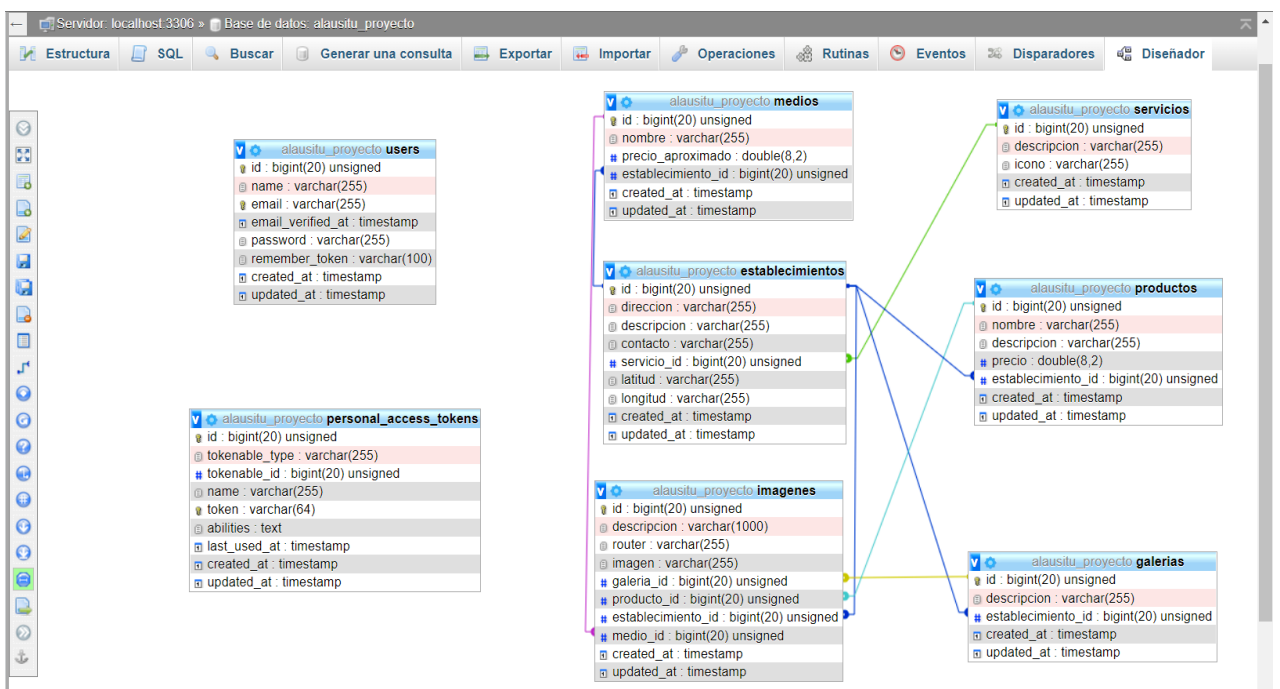 Servidor: localhost:3306 » Base de datos: alausitu_proyecto
Estructura SQL Buscar Generar una consulta Exportar Importar Operaciones Rutinas Eventos Disparadores Diseñador
alausitu_proyecto users
id : bigint(20) unsigned
name : varchar(255)
email : varchar(255)
email_verified_at : timestamp
password : varchar(255)
remember_token : varchar(100)
created_at : timestamp
updated_at : timestamp
alausitu_proyecto personal_access_tokens
id : bigint(20) unsigned
tokenable_type : varchar(255)
tokenable_id : bigint(20) unsigned
name : varchar(255)
token : varchar(64)
abilities : text
last_used_at : timestamp
created_at : timestamp
updated_at : timestamp
alausitu_proyecto medios
id : bigint(20) unsigned
nombre : varchar(255)
precio_aproximado : double(8,2)
establecimiento_id : bigint(20) unsigned
created_at : timestamp
updated_at : timestamp
alausitu_proyecto establecimientos
id : bigint(20) unsigned
direccion : varchar(255)
descripcion : varchar(255)
contacto : varchar(255)
servicio_id : bigint(20) unsigned
latitud : varchar(255)
longitud : varchar(255)
created_at : timestamp
updated_at : timestamp
alausitu_proyecto imagenes
id : bigint(20) unsigned
descripcion : varchar(1000)
router : varchar(255)
imagen : varchar(255)
galeria_id : bigint(20) unsigned
producto_id : bigint(20) unsigned
establecimiento_id : bigint(20) unsigned
medio_id : bigint(20) unsigned
created_at : timestamp
updated_at : timestamp
alausitu_proyecto servicios
id : bigint(20) unsigned
descripcion : varchar(255)
icono : varchar(255)
created_at : timestamp
updated_at : timestamp
alausitu_proyecto productos
id : bigint(20) unsigned
nombre : varchar(255)
descripcion : varchar(255)
precio : double(8,2)
establecimiento_id : bigint(20) unsigned
created_at : timestamp
updated_at : timestamp
alausitu_proyecto galerias
id : bigint(20) unsigned
descripcion : varchar(255)
establecimiento_id : bigint(20) unsigned
created_at : timestamp
updated_at : timestamp